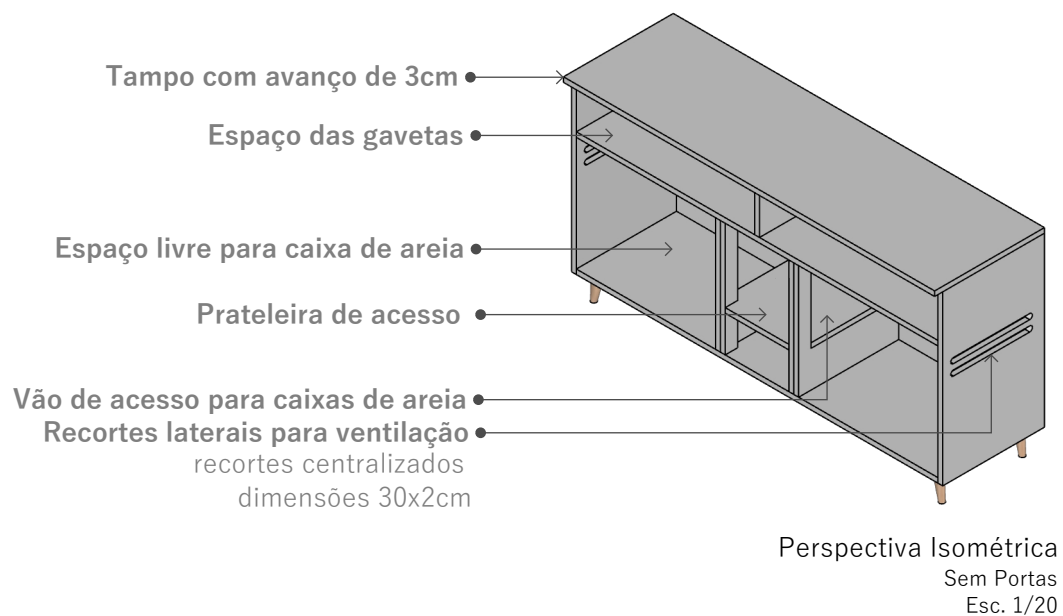 Tampo com avanço de 3cm
Espaço das gavetas
Espaço livre para caixa de areia
Prateleira de acesso
Vão de acesso para caixas de areia
Recortes laterais para ventilação
recortes centralizados
dimensões 30x2cm
Perspectiva Isométrica
Sem Portas
Esc. 1/20